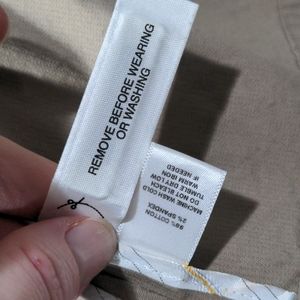 REMOVE BEFORE WEARING
OR WASHING
98% COTTON
2% SPANDEX
MACHINE WASH COLD
DO NOT BLEACH
TUMBLE DRY LOW
WARM IRON
IF NEEDED